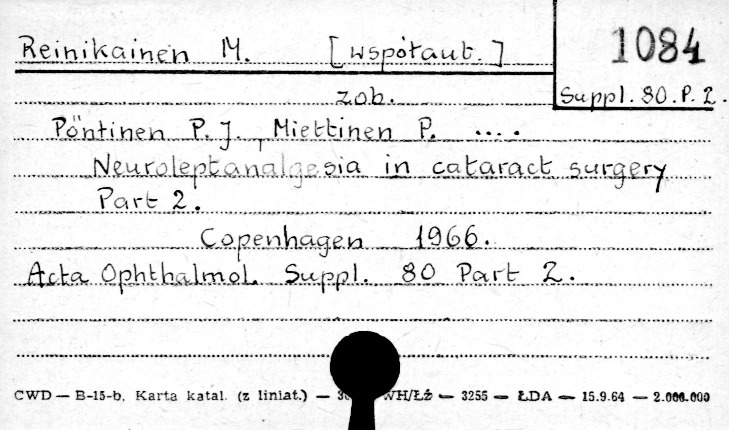 Reinikainen M. [współaut.]
1084
Suppl. 80. P. 2.
zob.
Pöntinen P. J., Miettinen P. ....
Neuroleptanalgesia in cataract surgery
Part 2.
Copenhagen 1966.
Acta Ophthalmol. Suppl. 80 Part 2.
CWD — B-15-b. Karta katal. (z liniat.) — WH/Łż — 3255 — ŁDA — 15.9.64 — 2.000.000